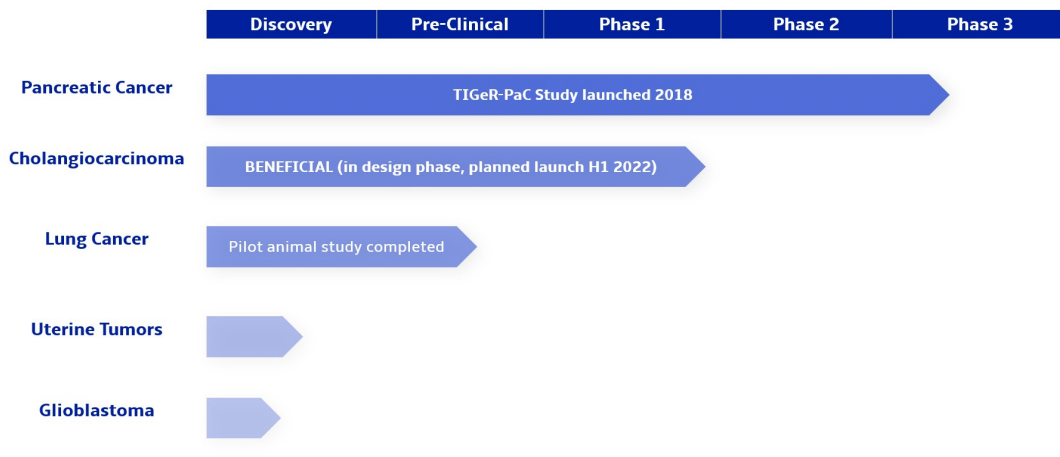 Discovery Pre-Clinical Phase 1 Phase 2 Phase 3
Pancreatic Cancer
TIGeR-PaC Study launched 2018
Cholangiocarcinoma
BENEFICIAL (in design phase, planned launch H1 2022)
Lung Cancer
Pilot animal study completed
Uterine Tumors
Glioblastoma